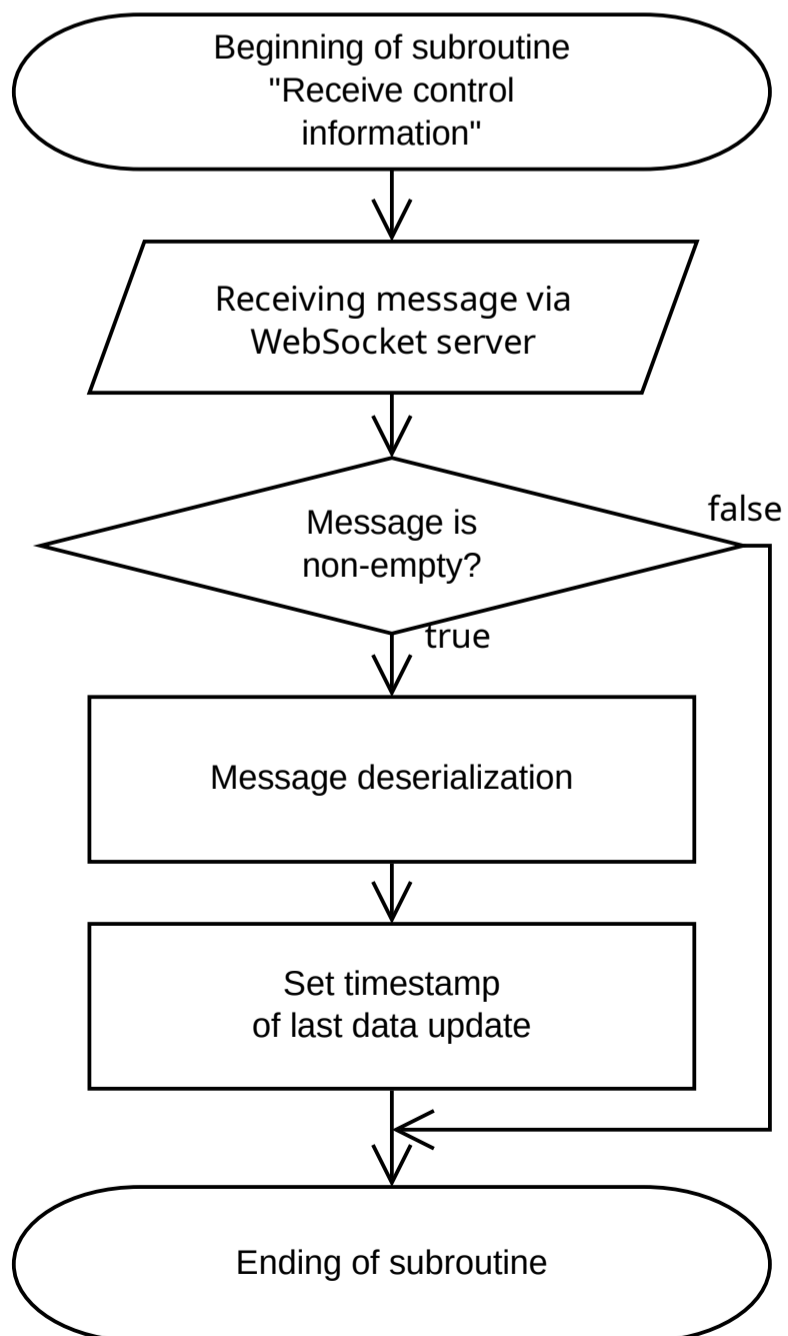 Beginning of subroutine
"Receive control
information"
Receiving message via
WebSocket server
Message is
non-empty?
false
true
Message deserialization
Set timestamp
of last data update
Ending of subroutine